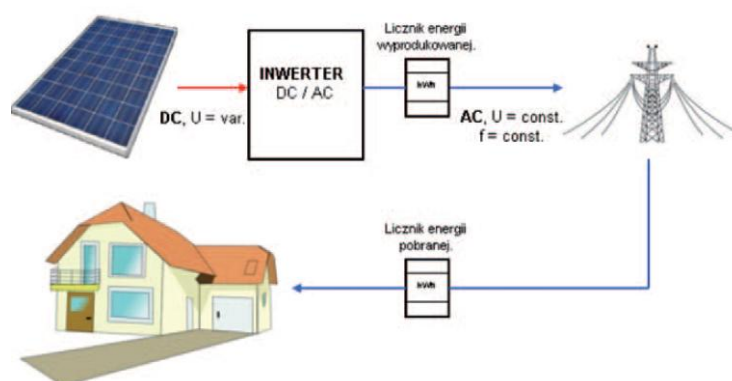 Licznik energii
wyprodukowanej.
INWERTER
DC / AC
kWh
DC, U = var.
AC, U = const.
f = const.
Licznik energii
pobranej.
kWh